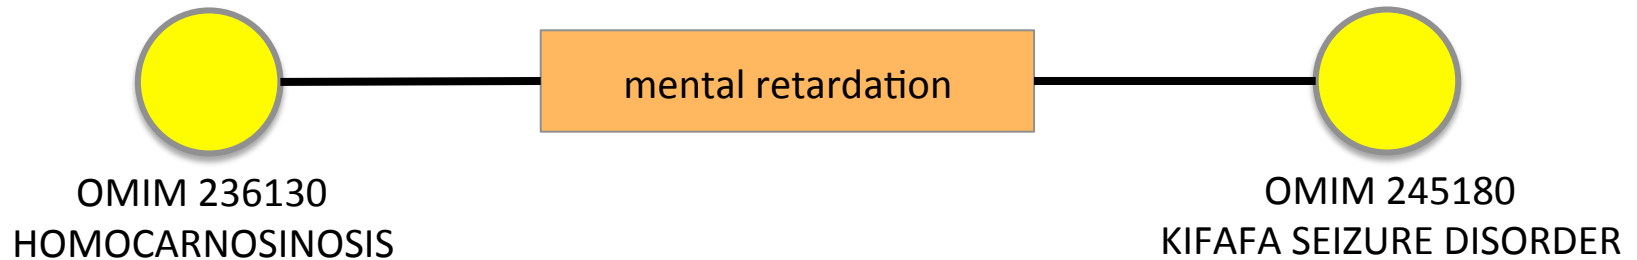 mental retardation
OMIM 236130
HOMOCARNOSINOSIS
OMIM 245180
KIFAFA SEIZURE DISORDER